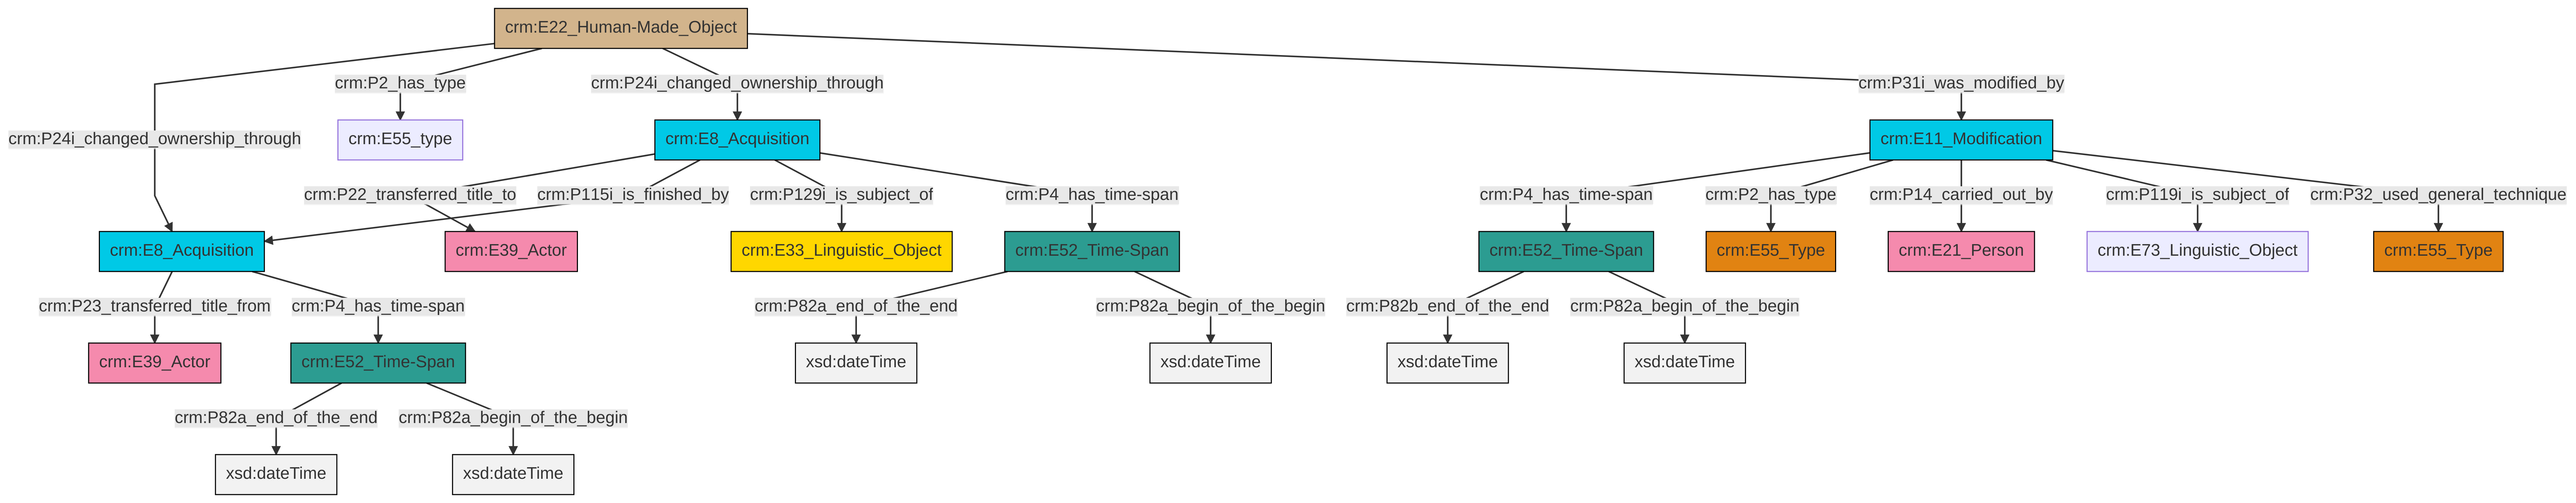 crm:E22_Human-Made_Object
crm:P2_has_type
crm:P24i_changed_ownership_through
crm:P31i_was_modified_by
crm:P24i_changed_ownership_through
crm:E55_type
crm:E8_Acquisition
crm:E11_Modification
crm:P22_transferred_title_to
crm:P115i_is_finished_by
crm:P129i_is_subject_of
crm:P4_has_time-span
crm:P4_has_time-span
crm:P2_has_type
crm:P14_carried_out_by
crm:P119i_is_subject_of
crm:P32_used_general_technique
crm:E8_Acquisition
crm:E39_Actor
crm:E33_Linguistic_Object
crm:E52_Time-Span
crm:E52_Time-Span
crm:E55_Type
crm:E21_Person
crm:E73_Linguistic_Object
crm:E55_Type
crm:P23_transferred_title_from
crm:P4_has_time-span
crm:P82a_end_of_the_end
crm:P82a_begin_of_the_begin
crm:P82b_end_of_the_end
crm:P82a_begin_of_the_begin
crm:E39_Actor
crm:E52_Time-Span
xsd:dateTime
xsd:dateTime
xsd:dateTime
xsd:dateTime
crm:P82a_end_of_the_end
crm:P82a_begin_of_the_begin
xsd:dateTime
xsd:dateTime